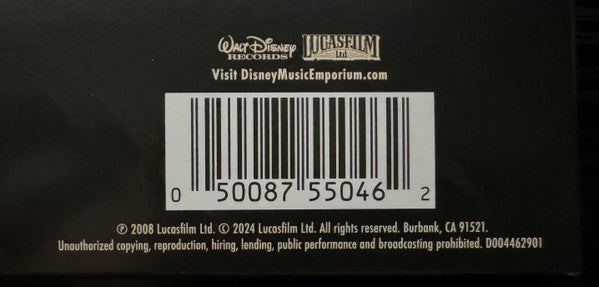 Walt Disney
RECORDS
LUCASFILM
Ltd
Visit DisneyMusicEmporium.com
0 50087 55046 2
℗ 2008 Lucasfilm Ltd. © 2024 Lucasfilm Ltd. All rights reserved. Burbank, CA 91521.
Unauthorized copying, reproduction, hiring, lending, public performance and broadcasting prohibited. D004462901